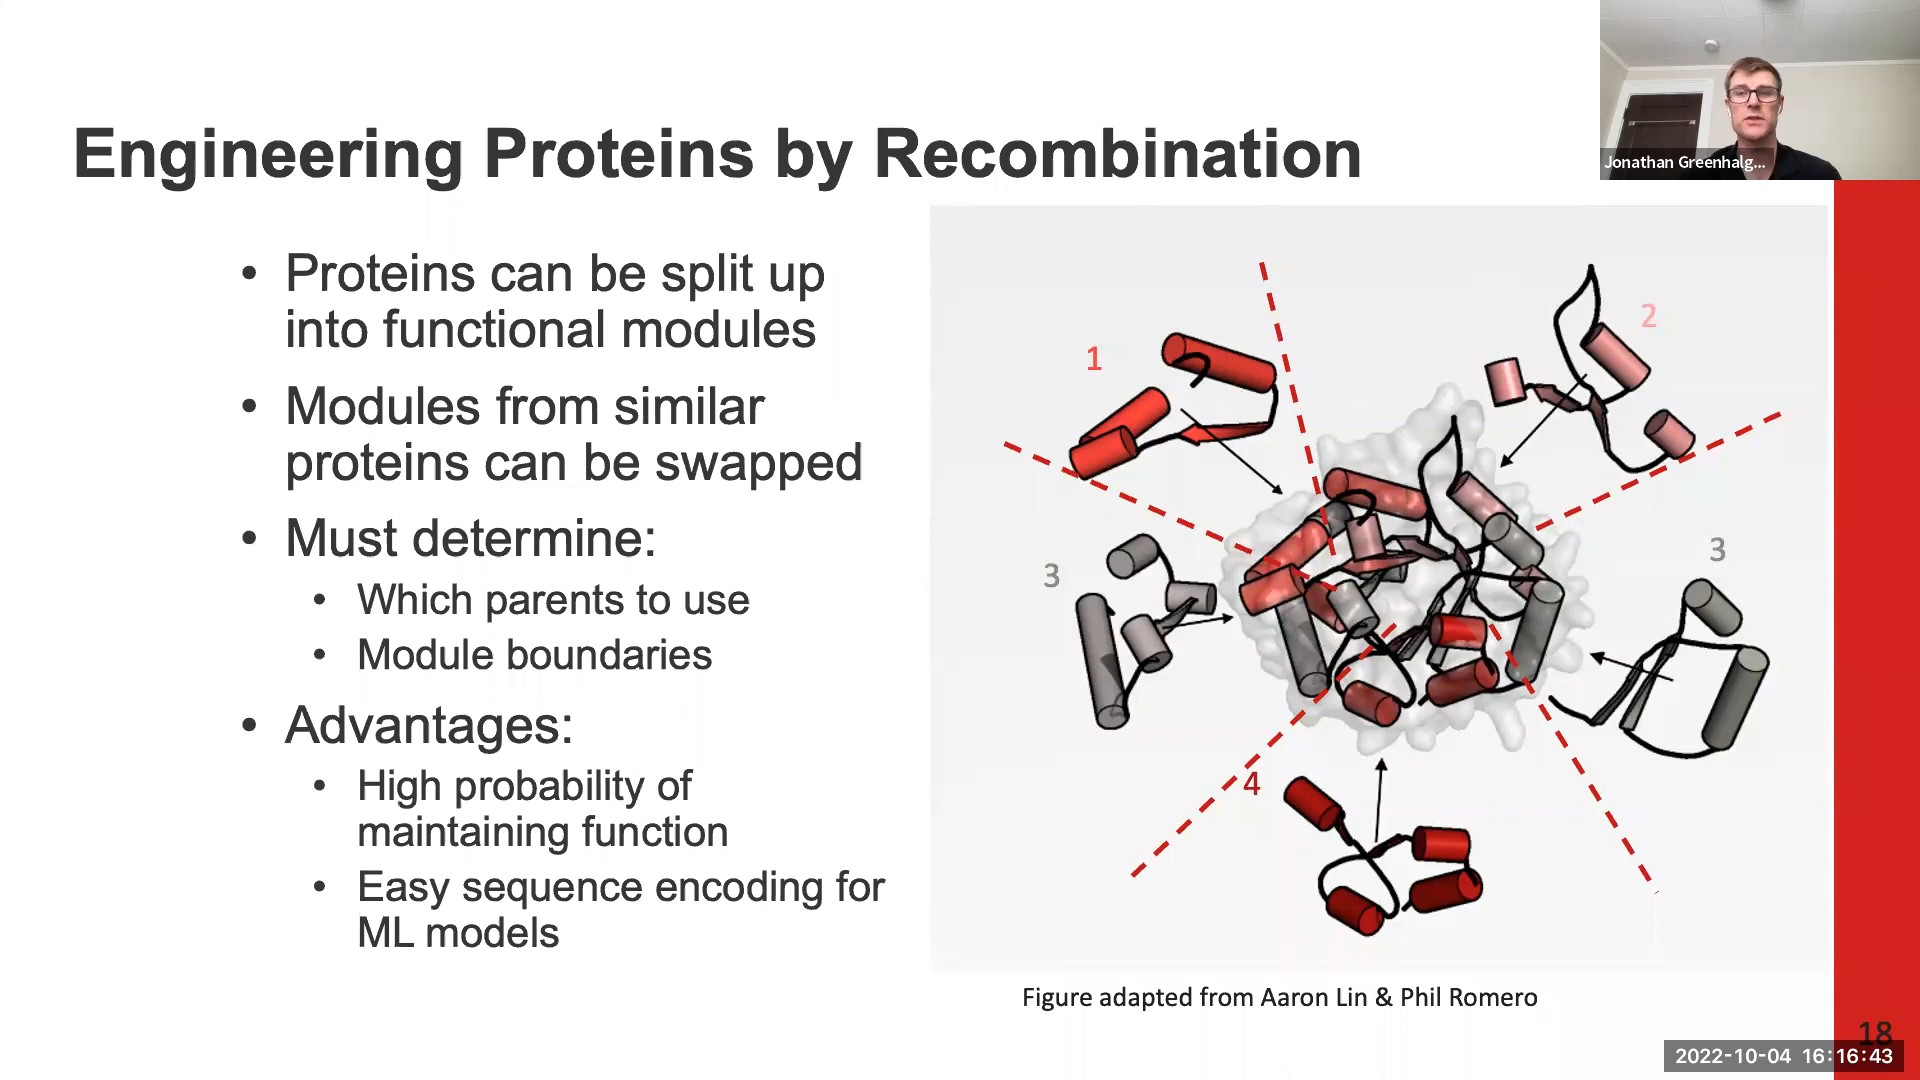 Engineering Proteins by Recombination
Jonathan Greenhalg...
• Proteins can be split up
into functional modules
• Modules from similar
proteins can be swapped
• Must determine:
• Which parents to use
• Module boundaries
• Advantages:
• High probability of
maintaining function
• Easy sequence encoding for
ML models
1
2
3
3
4
Figure adapted from Aaron Lin & Phil Romero
18
2022-10-04 16:16:43